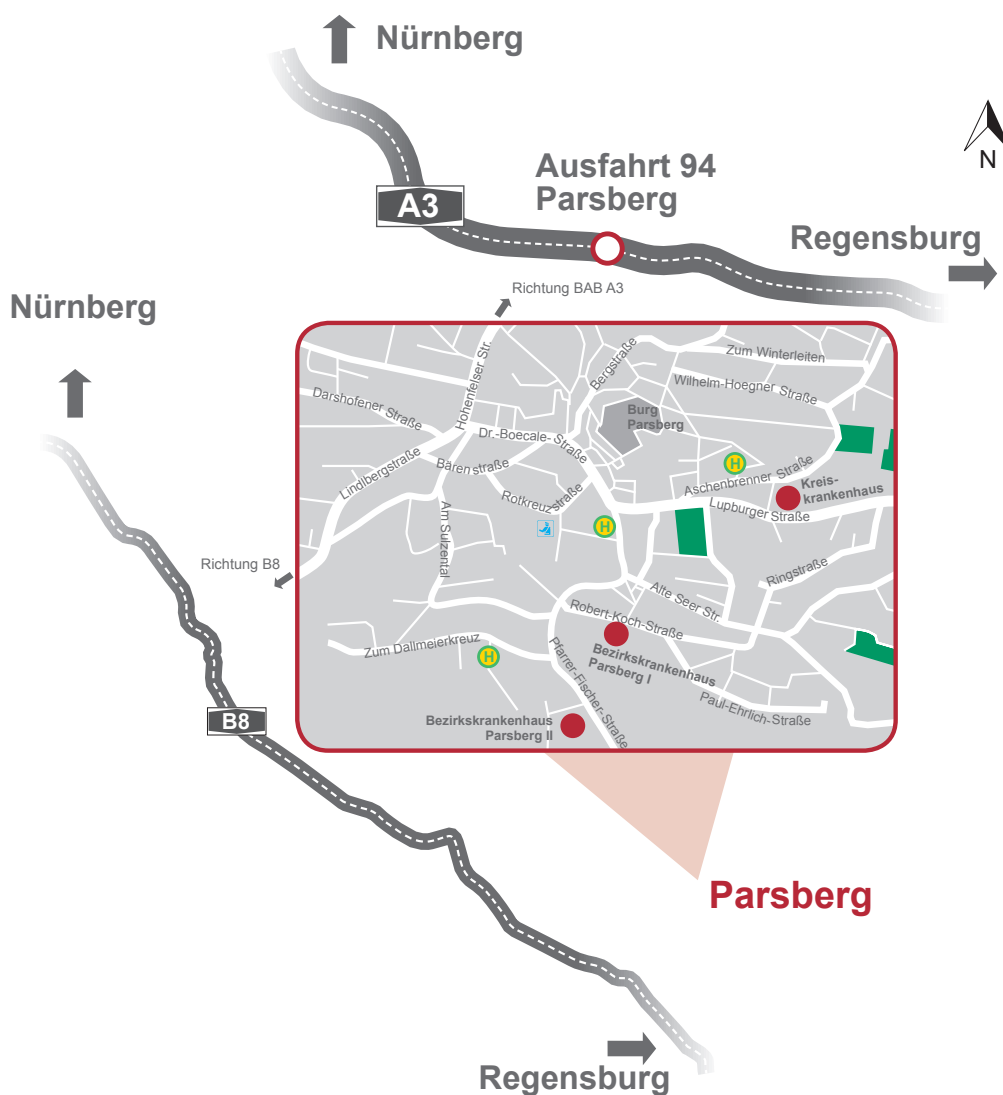 Nürnberg
N
Ausfahrt 94
Parsberg
A3
Regensburg
Richtung BAB A3
Nürnberg
Zum Winterleiten
Bergstraße
Hohenfelser Str.
Wilhelm-Hoegner Straße
Darshofener Straße
Burg
Parsberg
Dr.-Boecale-Straße
Lindlbergstraße
Bärenstraße
H
Aschenbrenner Straße
Kreis-
krankenhaus
Rotkreuzstraße
Lupburger Straße
H
Am Sulzental
Richtung B8
Ringstraße
Alte Seer Str.
Robert-Koch-Straße
Zum Dallmeierkreuz
H
Bezirkskrankenhaus
Parsberg I
Pfarrer-Fischer-Straße
Paul-Ehrlich-Straße
Bezirkskrankenhaus
Parsberg II
B8
Parsberg
Regensburg